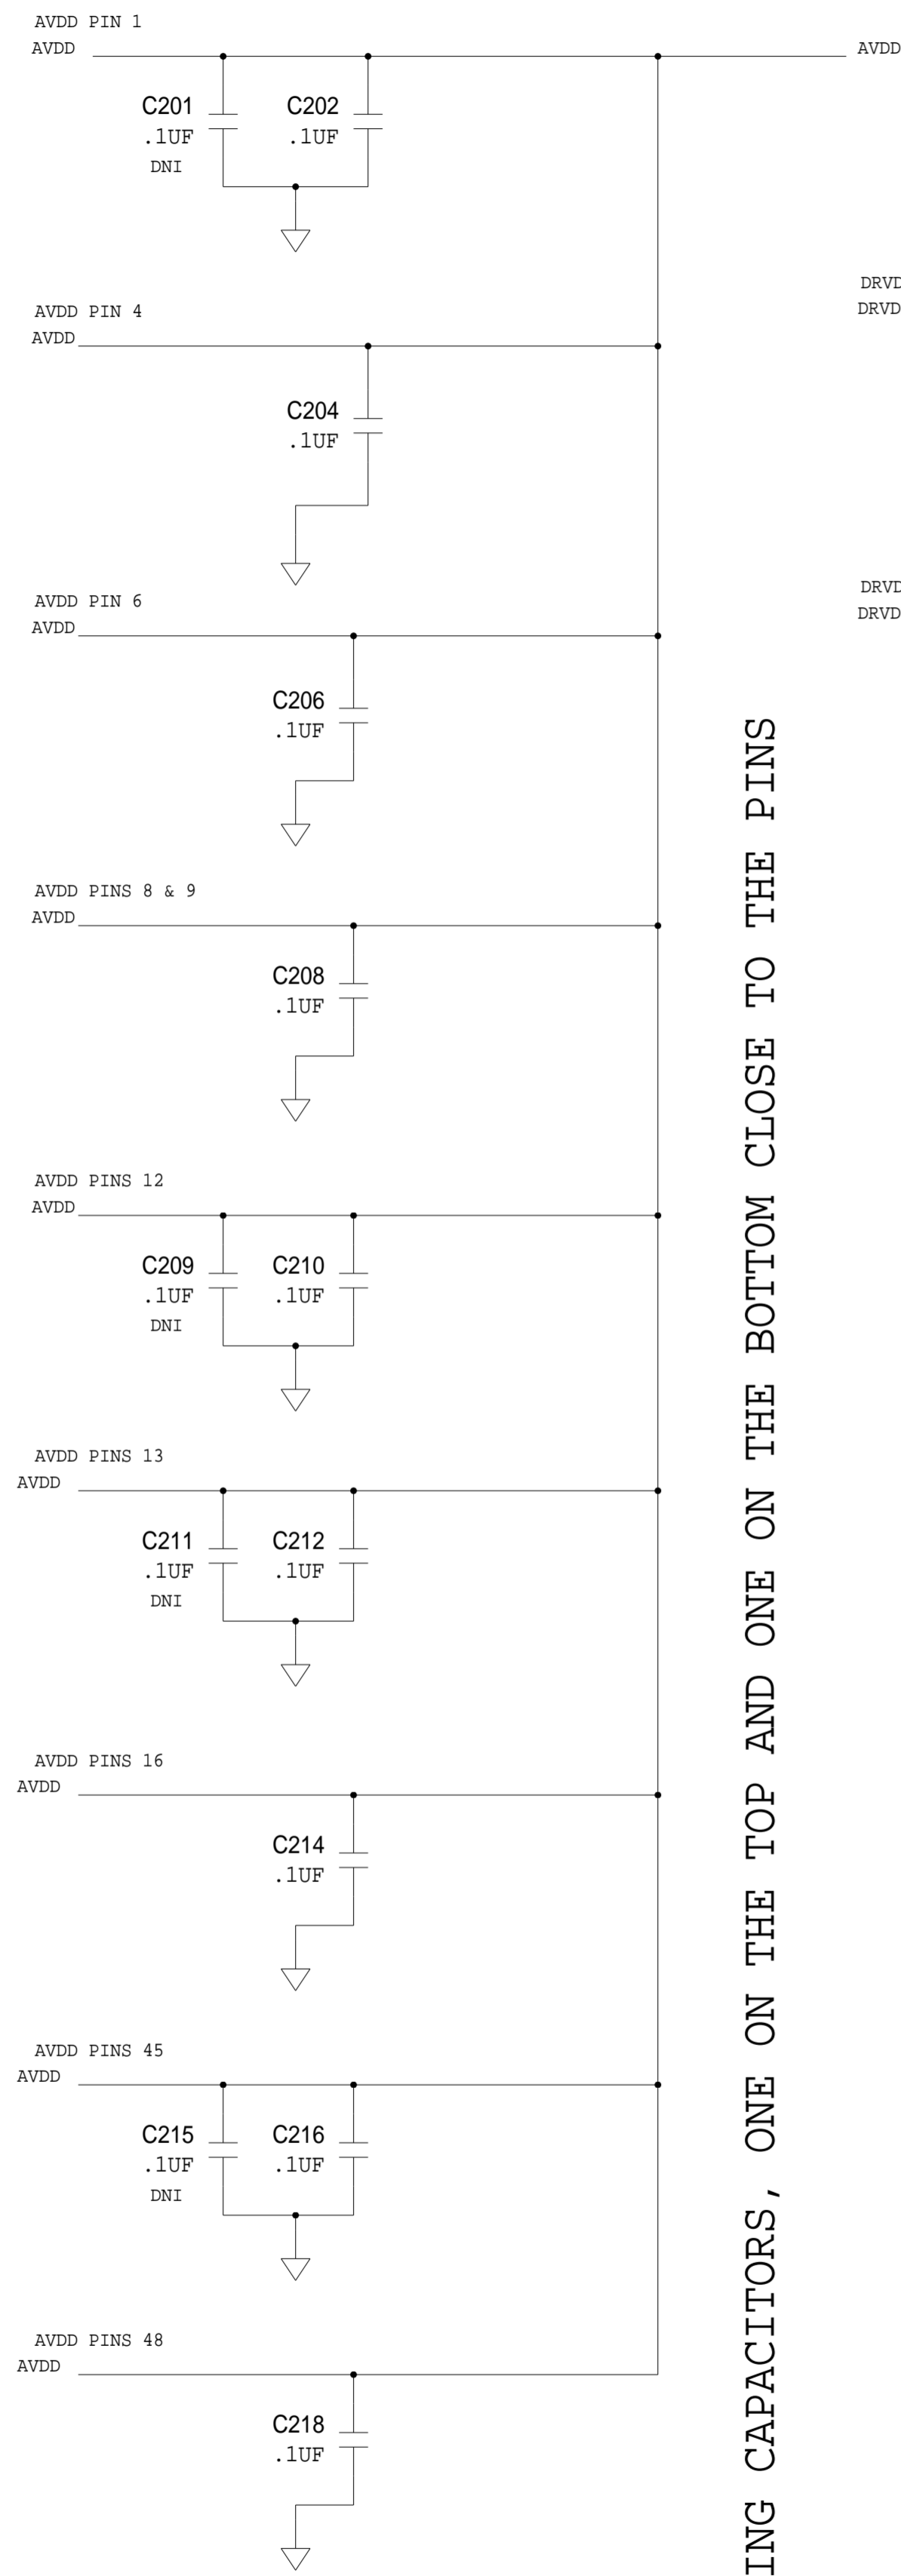 AVDD PIN 1
AVDD
AVDD
C201
.1UF
DNI
C202
.1UF
DRVD
DRVD
AVDD PIN 4
AVDD
C204
.1UF
DRVD
DRVD
AVDD PIN 6
AVDD
C206
.1UF
AVDD PINS 8 & 9
AVDD
C208
.1UF
AVDD PINS 12
AVDD
C209
.1UF
DNI
C210
.1UF
AVDD PINS 13
AVDD
C211
.1UF
DNI
C212
.1UF
AVDD PINS 16
AVDD
C214
.1UF
AVDD PINS 45
AVDD
C215
.1UF
DNI
C216
.1UF
AVDD PINS 48
AVDD
C218
.1UF
ING CAPACITORS, ONE ON THE TOP AND ONE ON THE BOTTOM CLOSE TO THE PINS